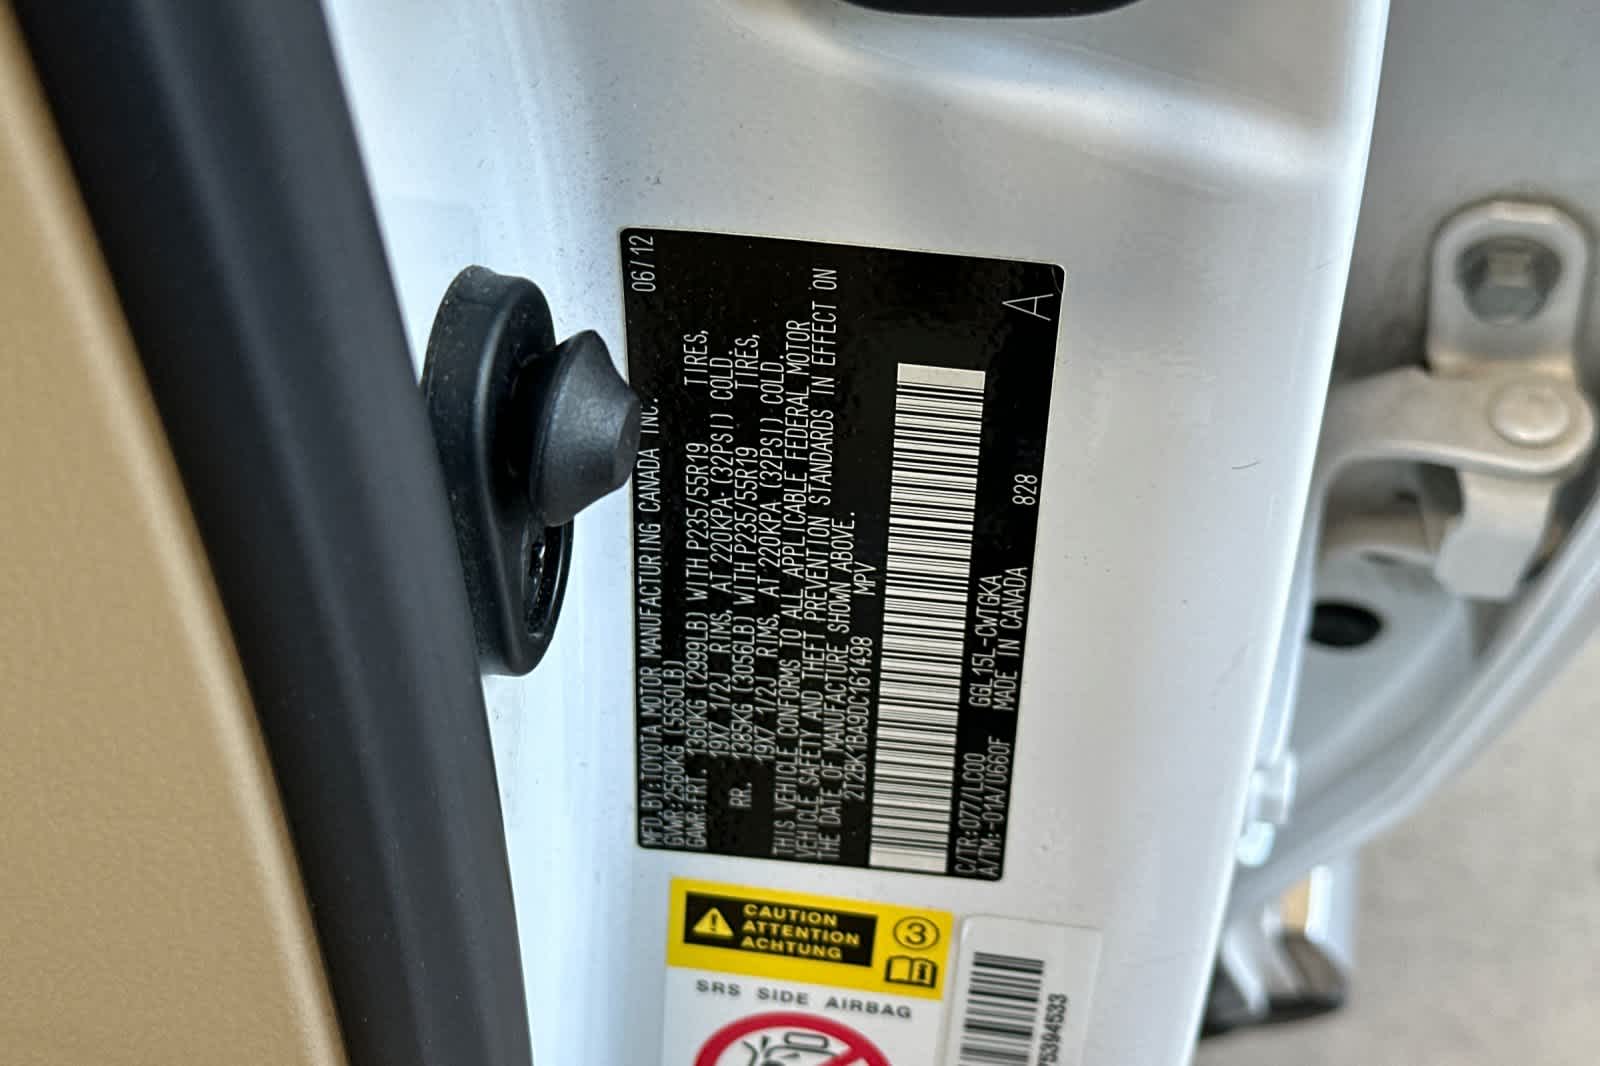 MFD.BY:TOYOTA MOTOR MANUFACTURING CANADA INC. 06/12
GVWR:2560KG (5650LB)
GAWR:FRT. 1360KG (2999LB) WITH P235/55R19 TIRES,
19X7 1/2J RIMS, AT 220KPA (32PSI) COLD.
RR. 1385KG (3056LB) WITH P235/55R19 TIRES,
19X7 1/2J RIMS, AT 220KPA (32PSI) COLD.
THIS VEHICLE CONFORMS TO ALL APPLICABLE FEDERAL MOTOR
VEHICLE SAFETY AND THEFT PREVENTION STANDARDS IN EFFECT ON
THE DATE OF MANUFACTURE SHOWN ABOVE.
2T2BK1BA9DC161498 MPV
C/TR:077/LC00 GGL15L-CWTGKA 828
A/TM:-01A/U660F MADE IN CANADA
A
CAUTION
ATTENTION
ACHTUNG
3
SRS SIDE AIRBAG
75394533